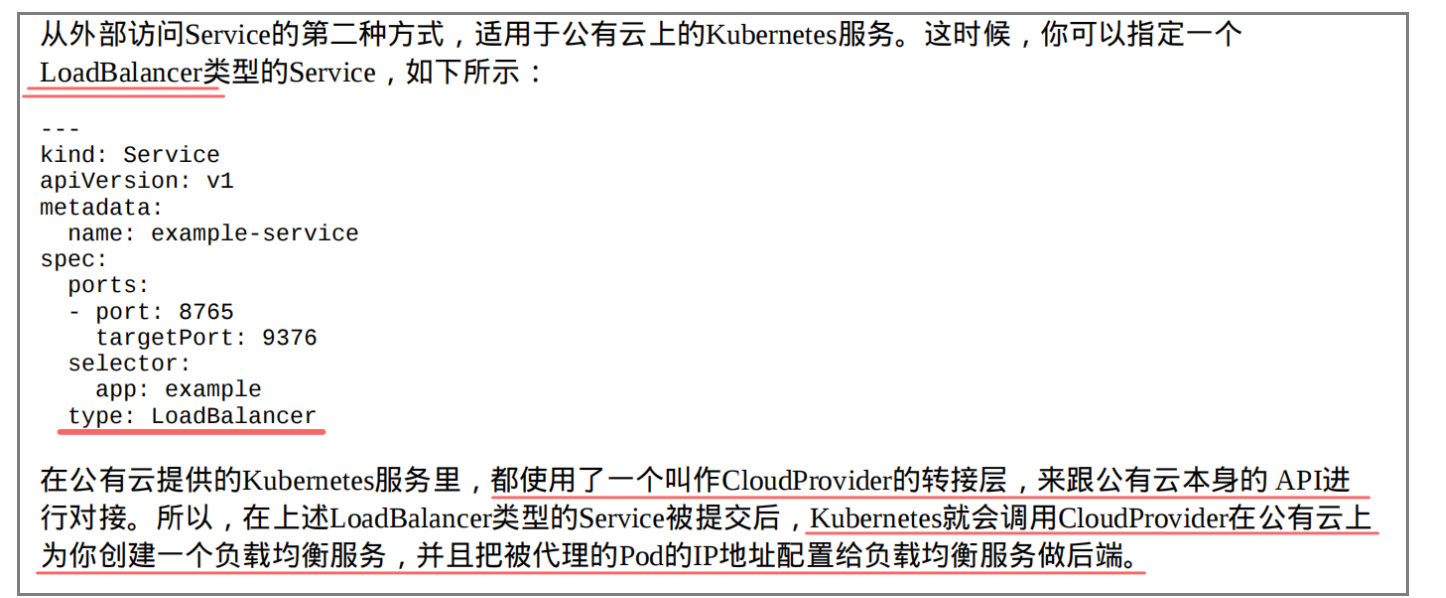 从外部访问Service的第二种方式，适用于公有云上的Kubernetes服务。这时候，你可以指定一个
LoadBalancer类型的Service，如下所示：
---
kind: Service
apiVersion: v1
metadata:
  name: example-service
spec:
  ports:
  - port: 8765
    targetPort: 9376
  selector:
    app: example
  type: LoadBalancer
在公有云提供的Kubernetes服务里，都使用了一个叫作CloudProvider的转接层，来跟公有云本身的 API进
行对接。所以，在上述LoadBalancer类型的Service被提交后，Kubernetes就会调用CloudProvider在公有云上
为你创建一个负载均衡服务，并且把被代理的Pod的IP地址配置给负载均衡服务做后端。